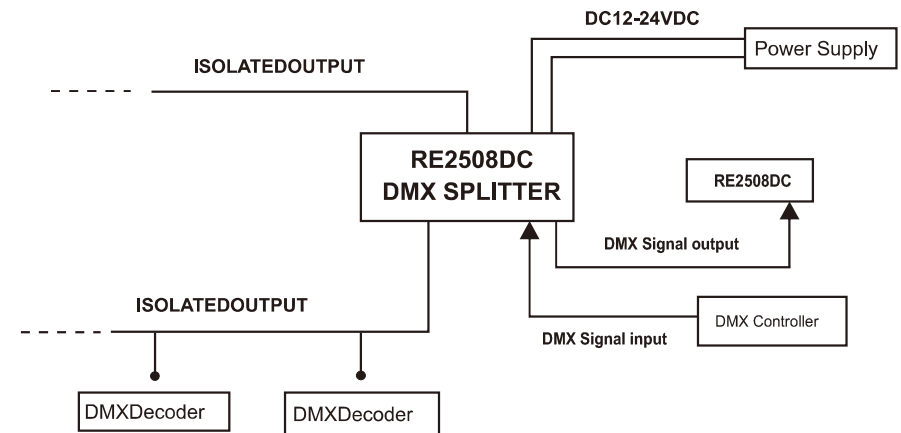 DC12-24VDC
Power Supply
ISOLATEDOUTPUT
RE2508DC
DMX SPLITTER
RE2508DC
DMX Signal output
ISOLATEDOUTPUT
DMX Controller
DMX Signal input
DMXDecoder
DMXDecoder